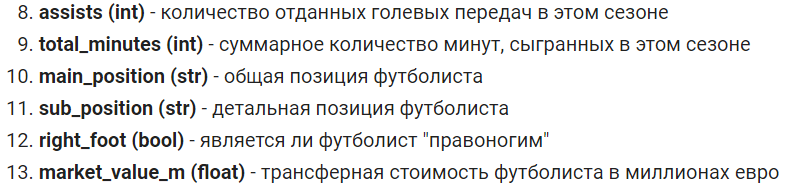 8. assists (int) - количество отданных голевых передач в этом сезоне
9. total_minutes (int) - суммарное количество минут, сыгранных в этом сезоне
10. main_position (str) - общая позиция футболиста
11. sub_position (str) - детальная позиция футболиста
12. right_foot (bool) - является ли футболист "правоногим"
13. market_value_m (float) - трансферная стоимость футболиста в миллионах евро